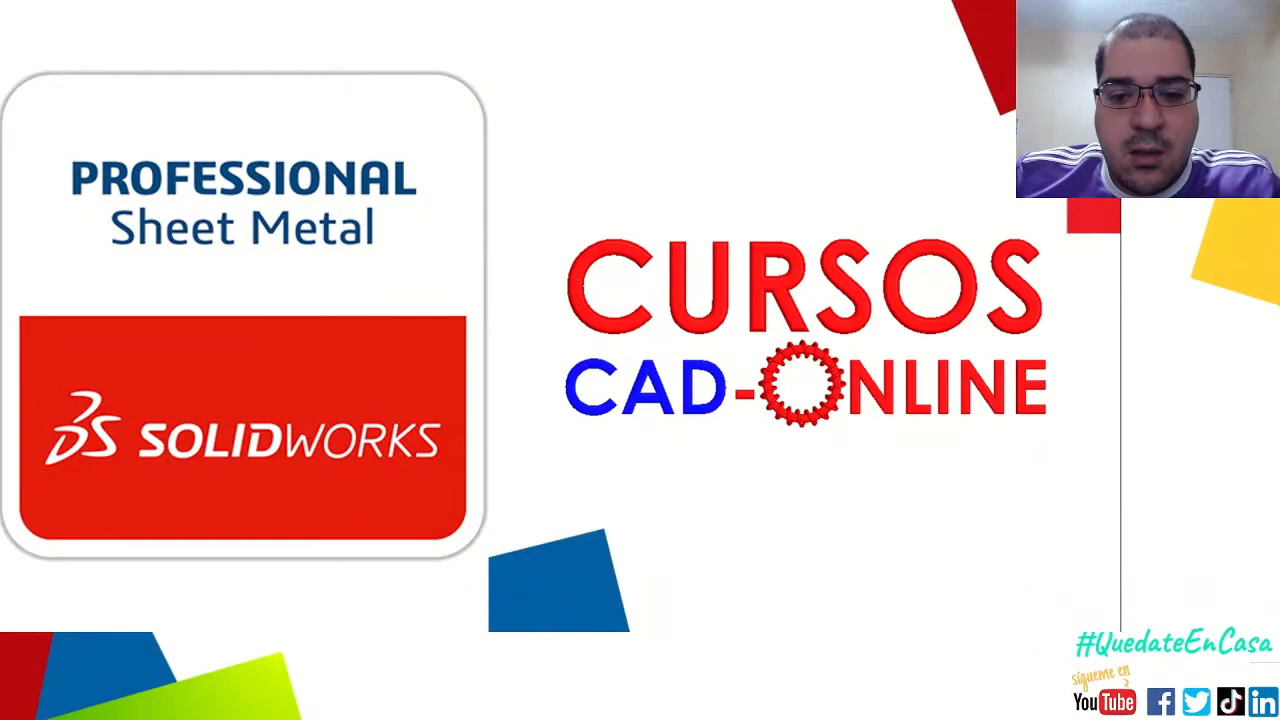 PROFESSIONAL
Sheet Metal
SOLIDWORKS
CURSOS
CAD-ONLINE
#QuedateEnCasa
sígueme en
YouTube